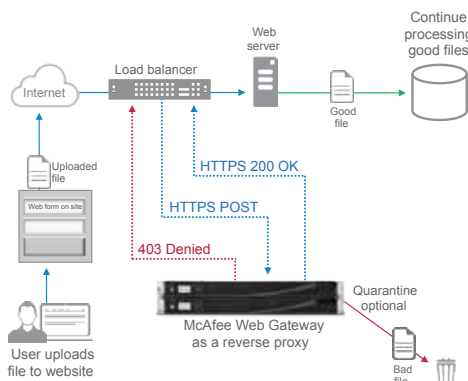 Continue
processing
good files
Web
server
Load balancer
Internet
Good
file
Uploaded
file
HTTPS 200 OK
Web form on site
HTTPS POST
403 Denied
Quarantine
optional
McAfee Web Gateway
as a reverse proxy
User uploads
file to website
Bad
file